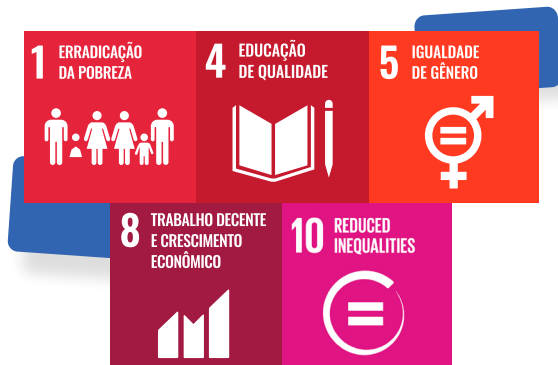 1 ERRADICAÇÃO
DA POBREZA
4 EDUCAÇÃO
DE QUALIDADE
5 IGUALDADE
DE GÊNERO
8 TRABALHO DECENTE
E CRESCIMENTO
ECONÔMICO
10 REDUCED
INEQUALITIES